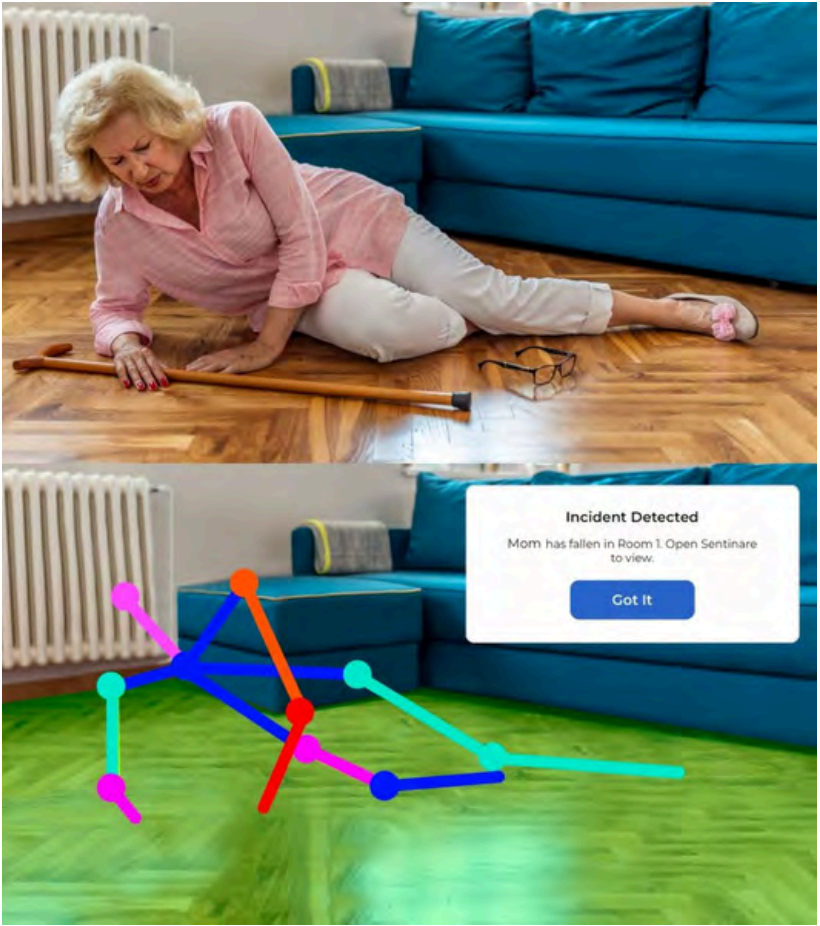 Incident Detected
Mom has fallen in Room 1. Open Sentinare
to view.
Got It